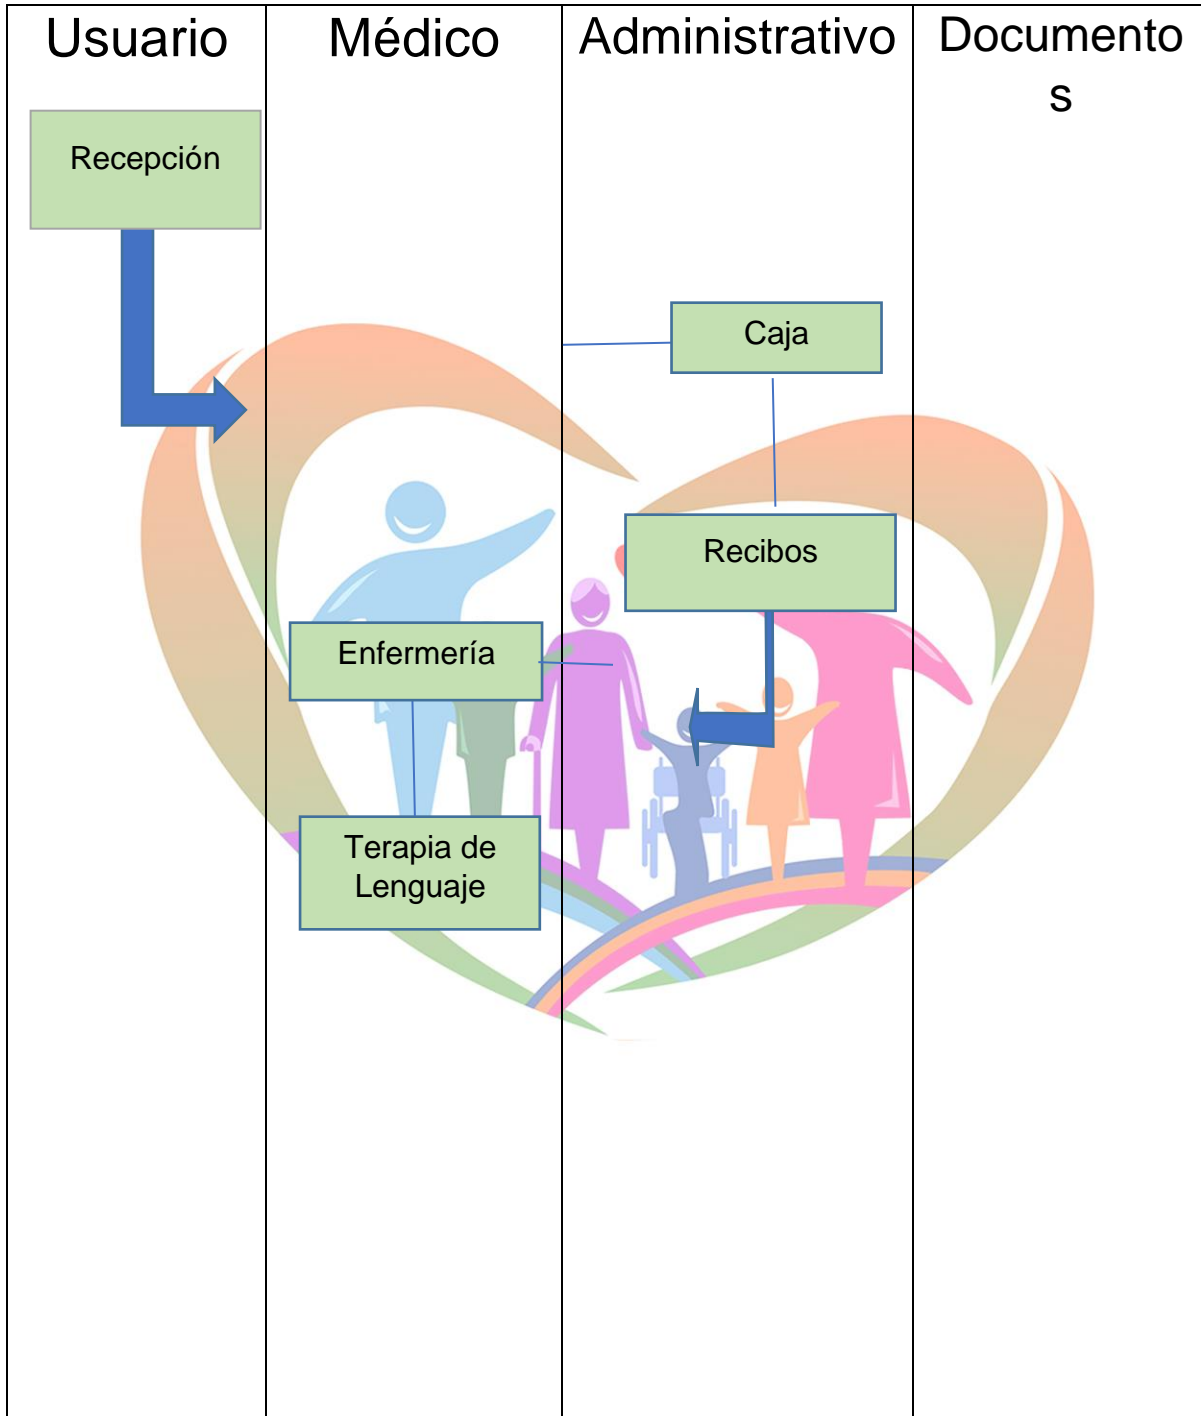 Usuario
Médico
Administrativo
Documento
s
Recepción
Caja
Recibos
Enfermería
Terapia de
Lenguaje